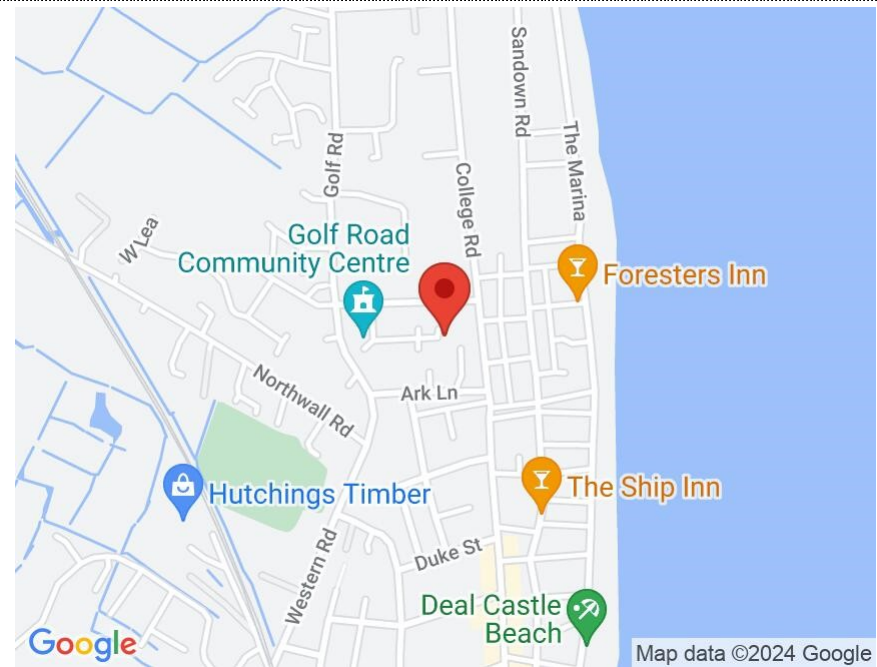 Sandown Rd
The Marina
Golf Rd
College Rd
W Lea
Golf Road
Community Centre
Foresters Inn
Ark Ln
Northwall Rd
Hutchings Timber
The Ship Inn
Western Rd
Duke St
Deal Castle
Beach
Google
Map data ©2024 Google